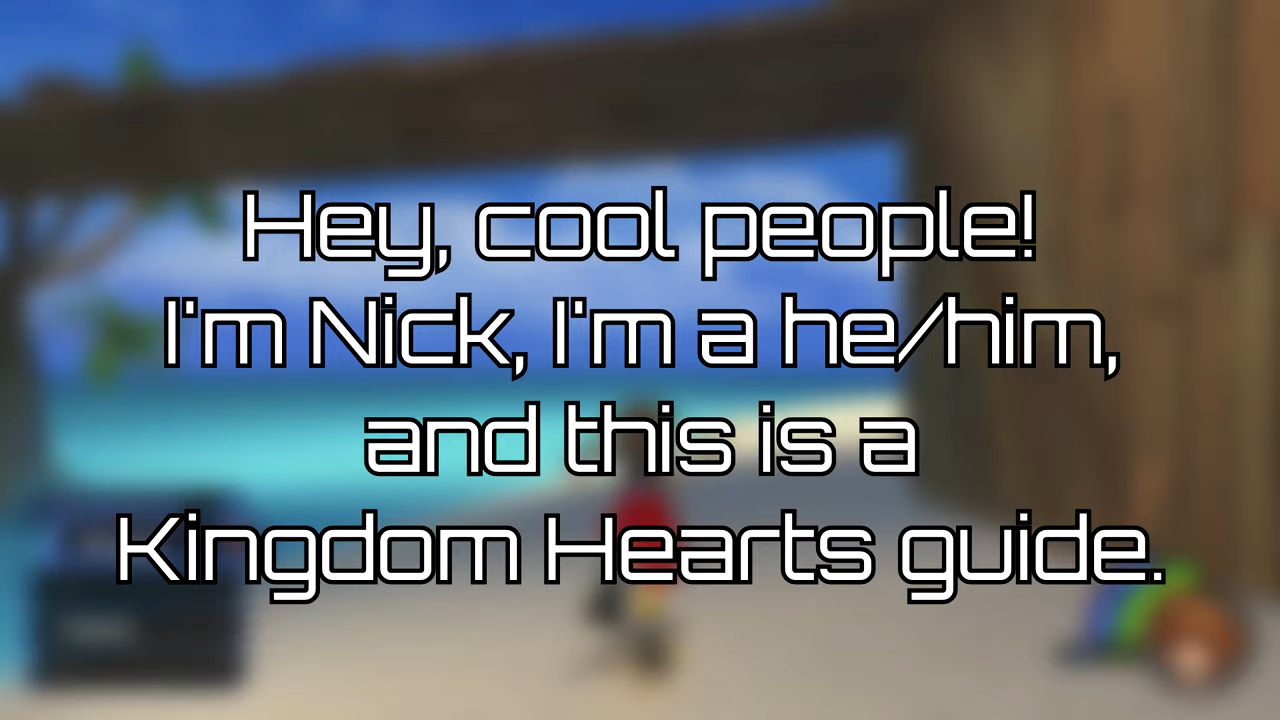 Hey, cool people!
I'm Nick, I'm a he/him,
and this is a
Kingdom Hearts guide.